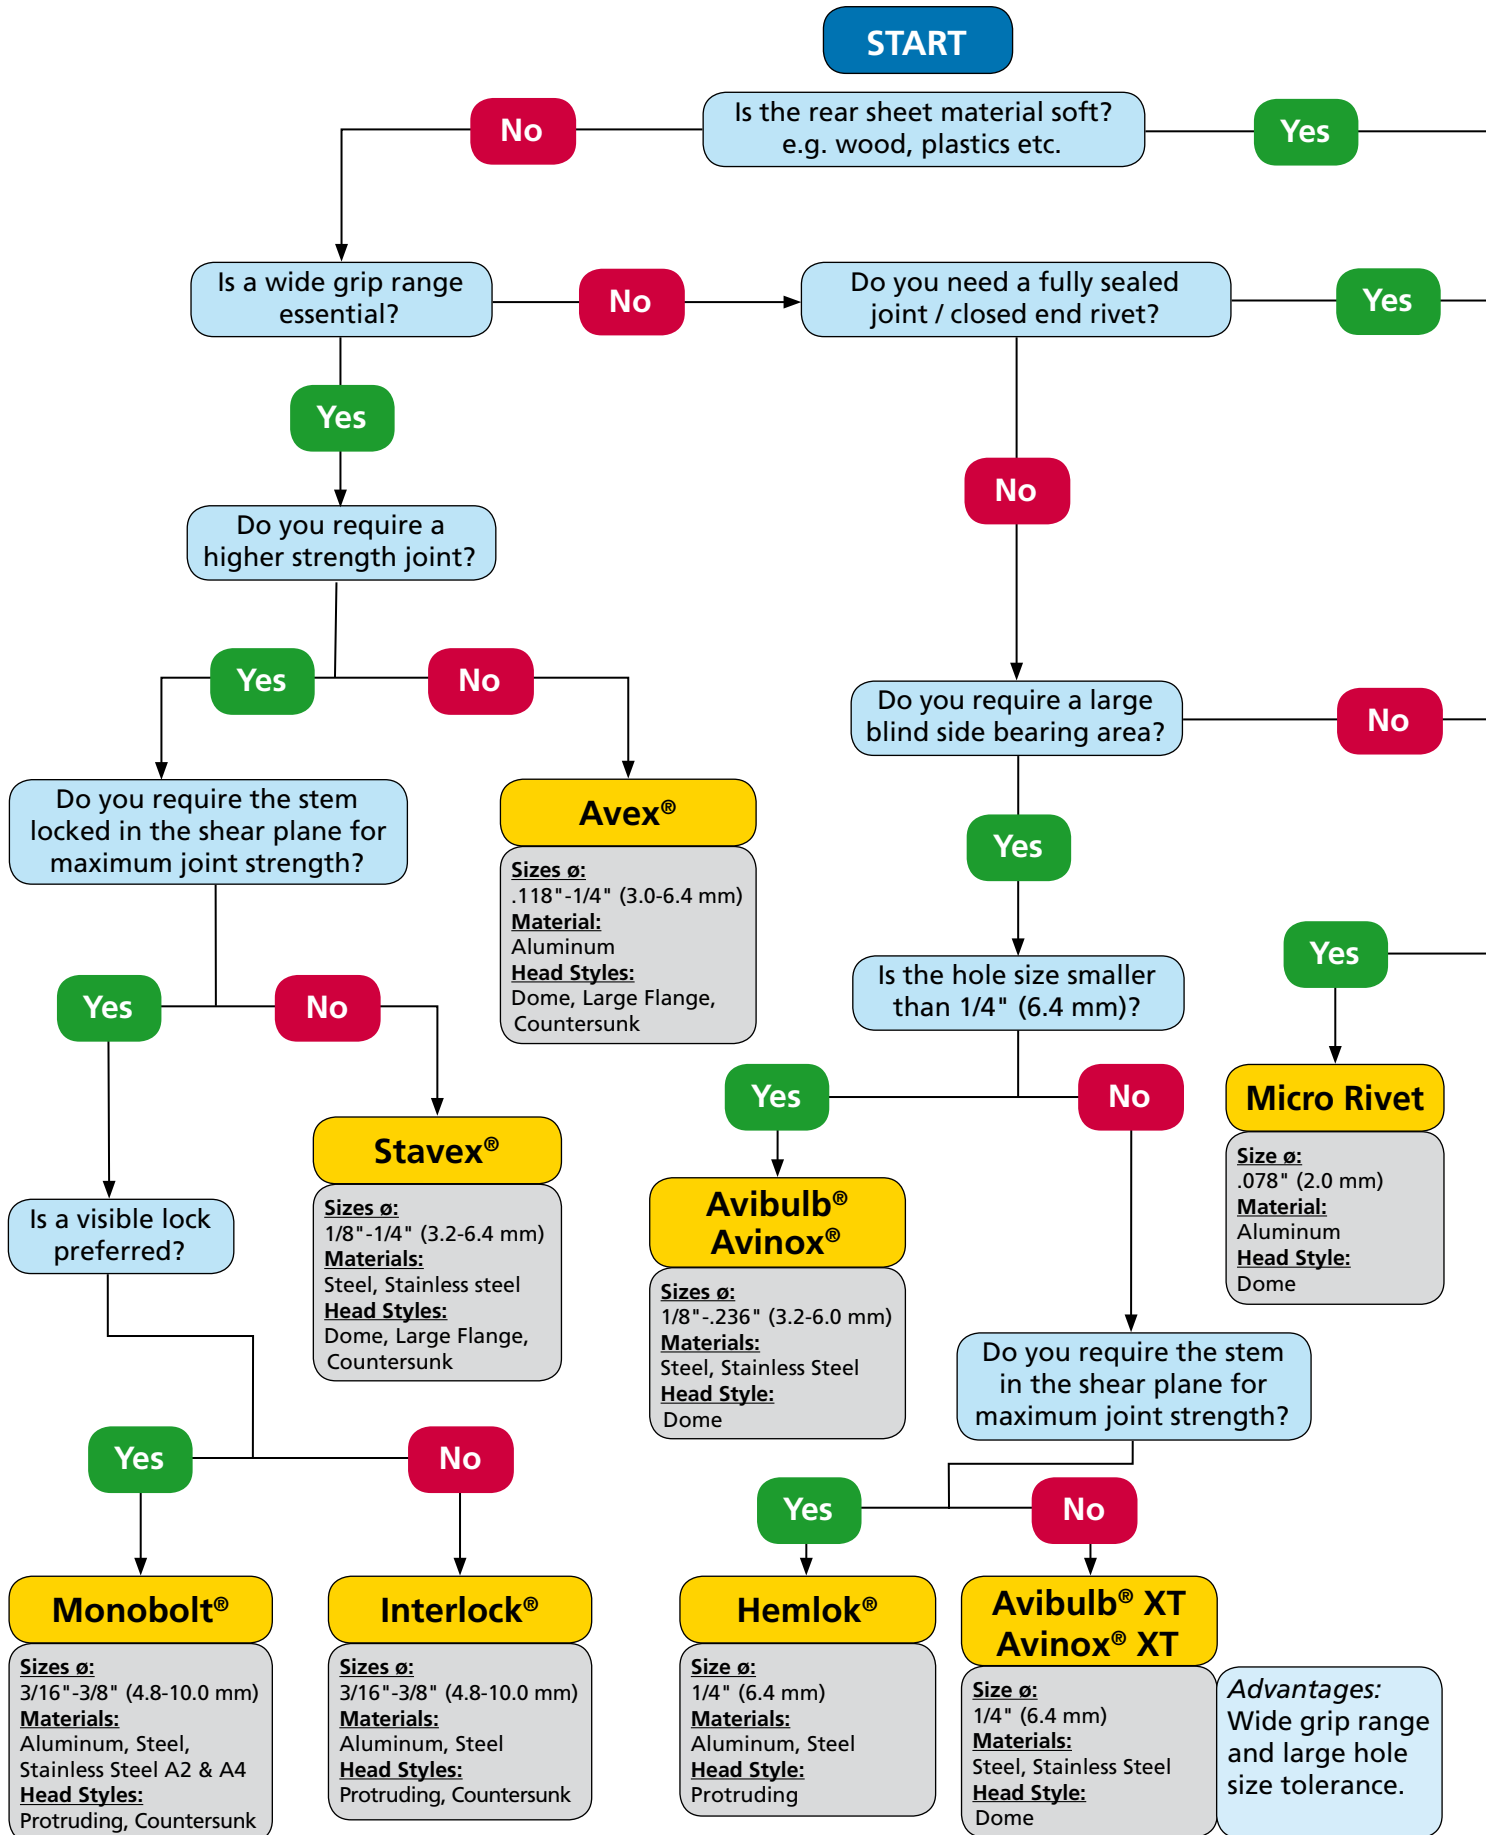 START
Is the rear sheet material soft?
e.g. wood, plastics etc.
No
Yes
Is a wide grip range
essential?
No
Do you need a fully sealed
joint / closed end rivet?
Yes
Yes
No
Do you require a
higher strength joint?
Yes
No
Do you require a large
blind side bearing area?
No
Do you require the stem
locked in the shear plane for
maximum joint strength?
Avex®
Sizes ø:
.118"-1/4" (3.0-6.4 mm)
Material:
Aluminum
Head Styles:
Dome, Large Flange,
Countersunk
Yes
Is the hole size smaller
than 1/4" (6.4 mm)?
Yes
Yes
No
Yes
No
Micro Rivet
Size ø:
.078" (2.0 mm)
Material:
Aluminum
Head Style:
Dome
Stavex®
Sizes ø:
1/8"-1/4" (3.2-6.4 mm)
Materials:
Steel, Stainless steel
Head Styles:
Dome, Large Flange,
Countersunk
Is a visible lock
preferred?
Avibulb®
Avinox®
Sizes ø:
1/8"-.236" (3.2-6.0 mm)
Materials:
Steel, Stainless Steel
Head Style:
Dome
Do you require the stem
in the shear plane for
maximum joint strength?
Yes
No
Yes
No
Monobolt®
Sizes ø:
3/16"-3/8" (4.8-10.0 mm)
Materials:
Aluminum, Steel,
Stainless Steel A2 & A4
Head Styles:
Protruding, Countersunk
Interlock®
Sizes ø:
3/16"-3/8" (4.8-10.0 mm)
Materials:
Aluminum, Steel
Head Styles:
Protruding, Countersunk
Hemlok®
Size ø:
1/4" (6.4 mm)
Materials:
Aluminum, Steel
Head Style:
Protruding
Avibulb® XT
Avinox® XT
Size ø:
1/4" (6.4 mm)
Materials:
Steel, Stainless Steel
Head Style:
Dome
Advantages:
Wide grip range
and large hole
size tolerance.